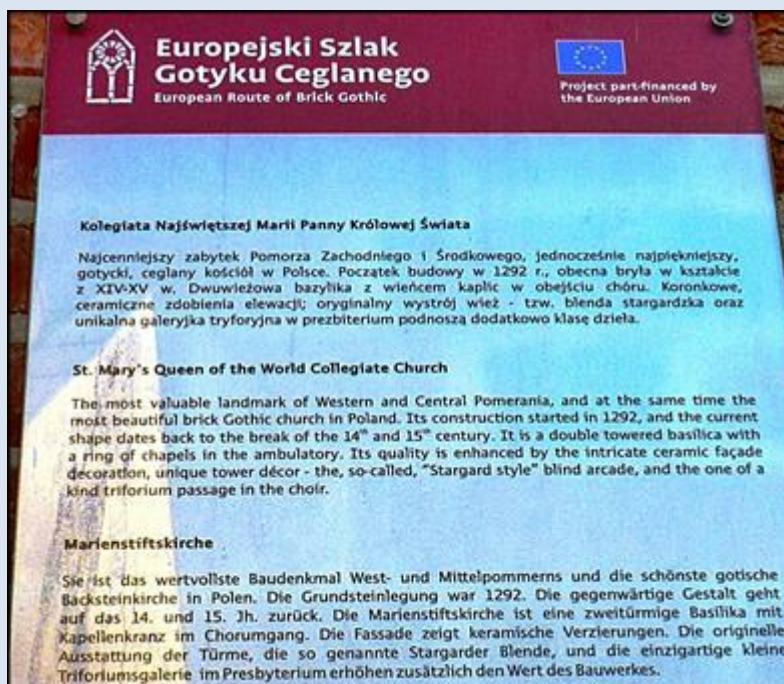 Europejski Szlak
Gotyku Ceglanego
European Route of Brick Gothic
Project part-financed by
the European Union
Kolegiata Najświętszej Marii Panny Królowej Świata
Najcenniejszy zabytek Pomorza Zachodniego i Środkowego, jednocześnie najpiękniejszy,
gotycki, ceglany kościół w Polsce. Początek budowy w 1292 r., obecna bryła w kształcie
z XIV-XV w. Dwuwieżowa bazylika z wieńcem kaplic w obejściu chóru. Koronkowe,
ceramiczne zdobienia elewacji; oryginalny wystrój wież - tzw. blenda stargardzka oraz
unikalna galeryjka tryforyjna w prezbiterium podnoszą dodatkowo klasę dzieła.
St. Mary's Queen of the World Collegiate Church
The most valuable landmark of Western and Central Pomerania, and at the same time the
most beautiful brick Gothic church in Poland. Its construction started in 1292, and the current
shape dates back to the break of the 14th and 15th century. It is a double towered basilica with
a ring of chapels in the ambulatory. Its quality is enhanced by the intricate ceramic façade
decoration, unique tower décor - the, so-called, "Stargard style" blind arcade, and the one of a
kind triforium passage in the choir.
Marienstiftskirche
Sie ist das wertvollste Baudenkmal West- und Mittelpommerns und die schönste gotische
Backsteinkirche in Polen. Die Grundsteinlegung war 1292. Die gegenwärtige Gestalt geht
auf das 14. und 15. Jh. zurück. Die Marienstiftskirche ist eine zweitürmige Basilika mit
Kapellenkranz im Chorumgang. Die Fassade zeigt keramische Verzierungen. Die originelle
Ausstattung der Türme, die so genannte Stargarder Blende, und die einzigartige kleine
Triforiumsgalerie im Presbyterium erhöhen zusätzlich den Wert des Bauwerkes.